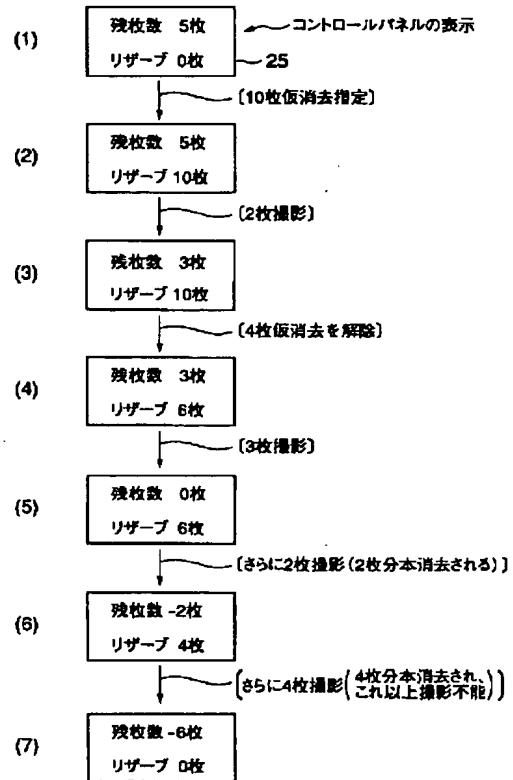 (1)
残枚数 5枚
リザーブ 0枚
コントロールパネルの表示
25
〔10枚仮消去指定〕
(2)
残枚数 5枚
リザーブ 10枚
〔2枚撮影〕
(3)
残枚数 3枚
リザーブ 10枚
〔4枚仮消去を解除〕
(4)
残枚数 3枚
リザーブ 6枚
〔3枚撮影〕
(5)
残枚数 0枚
リザーブ 6枚
〔さらに2枚撮影(2枚分本消去される)〕
(6)
残枚数 -2枚
リザーブ 4枚
〔さらに4枚撮影(4枚分本消去され、
これ以上撮影不能)〕
(7)
残枚数 -6枚
リザーブ 0枚